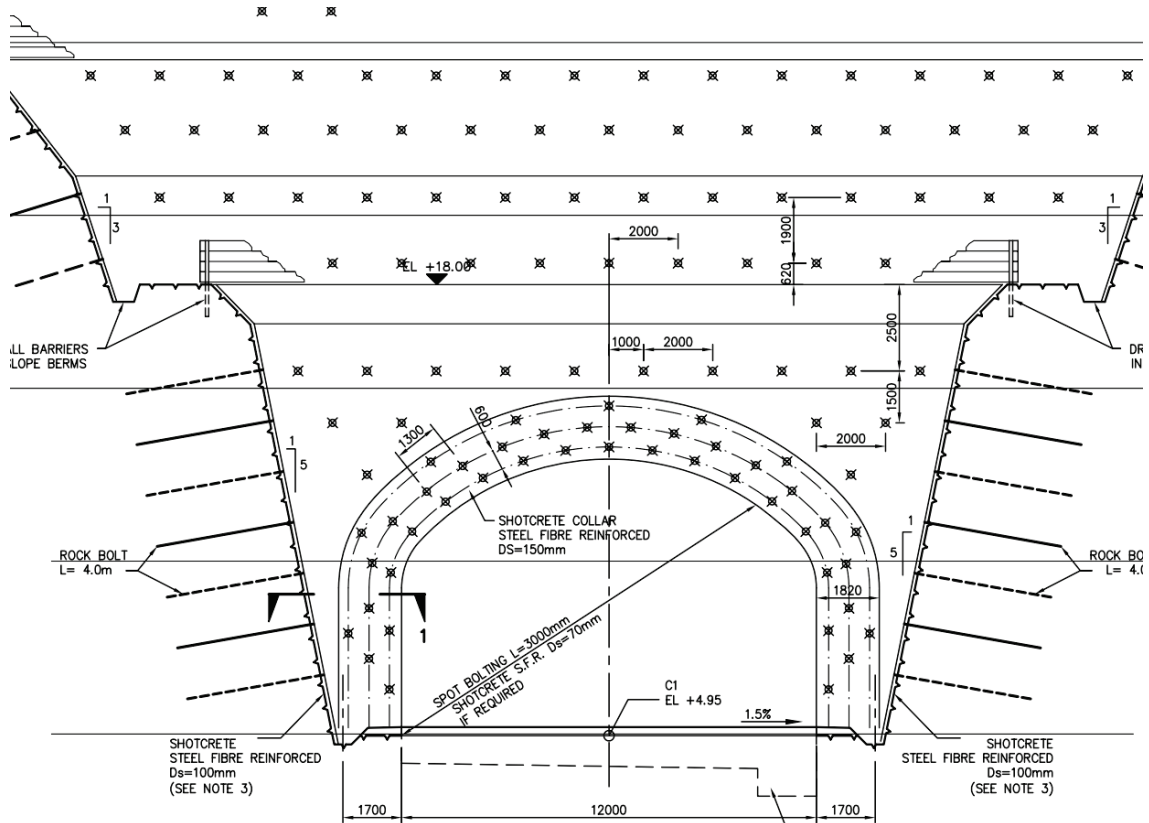 1
3
1
3
2000
1900
620
EL +18.00
2500
ALL BARRIERS
SLOPE BERMS
DR
IN
1000
2000
1500
600
1300
2000
1
5
SHOTCRETE COLLAR
STEEL FIBRE REINFORCED
DS=150mm
1
5
ROCK BOLT
L= 4.0m
ROCK BO
L= 4.0
1820
1
SPOT BOLTING L=3000mm
SHOTCRETE S.F.R. Ds=70mm
IF REQUIRED
C1
EL +4.95
1.5%
SHOTCRETE
STEEL FIBRE REINFORCED
Ds=100mm
(SEE NOTE 3)
SHOTCRETE
STEEL FIBRE REINFORCED
Ds=100mm
(SEE NOTE 3)
1700
12000
1700